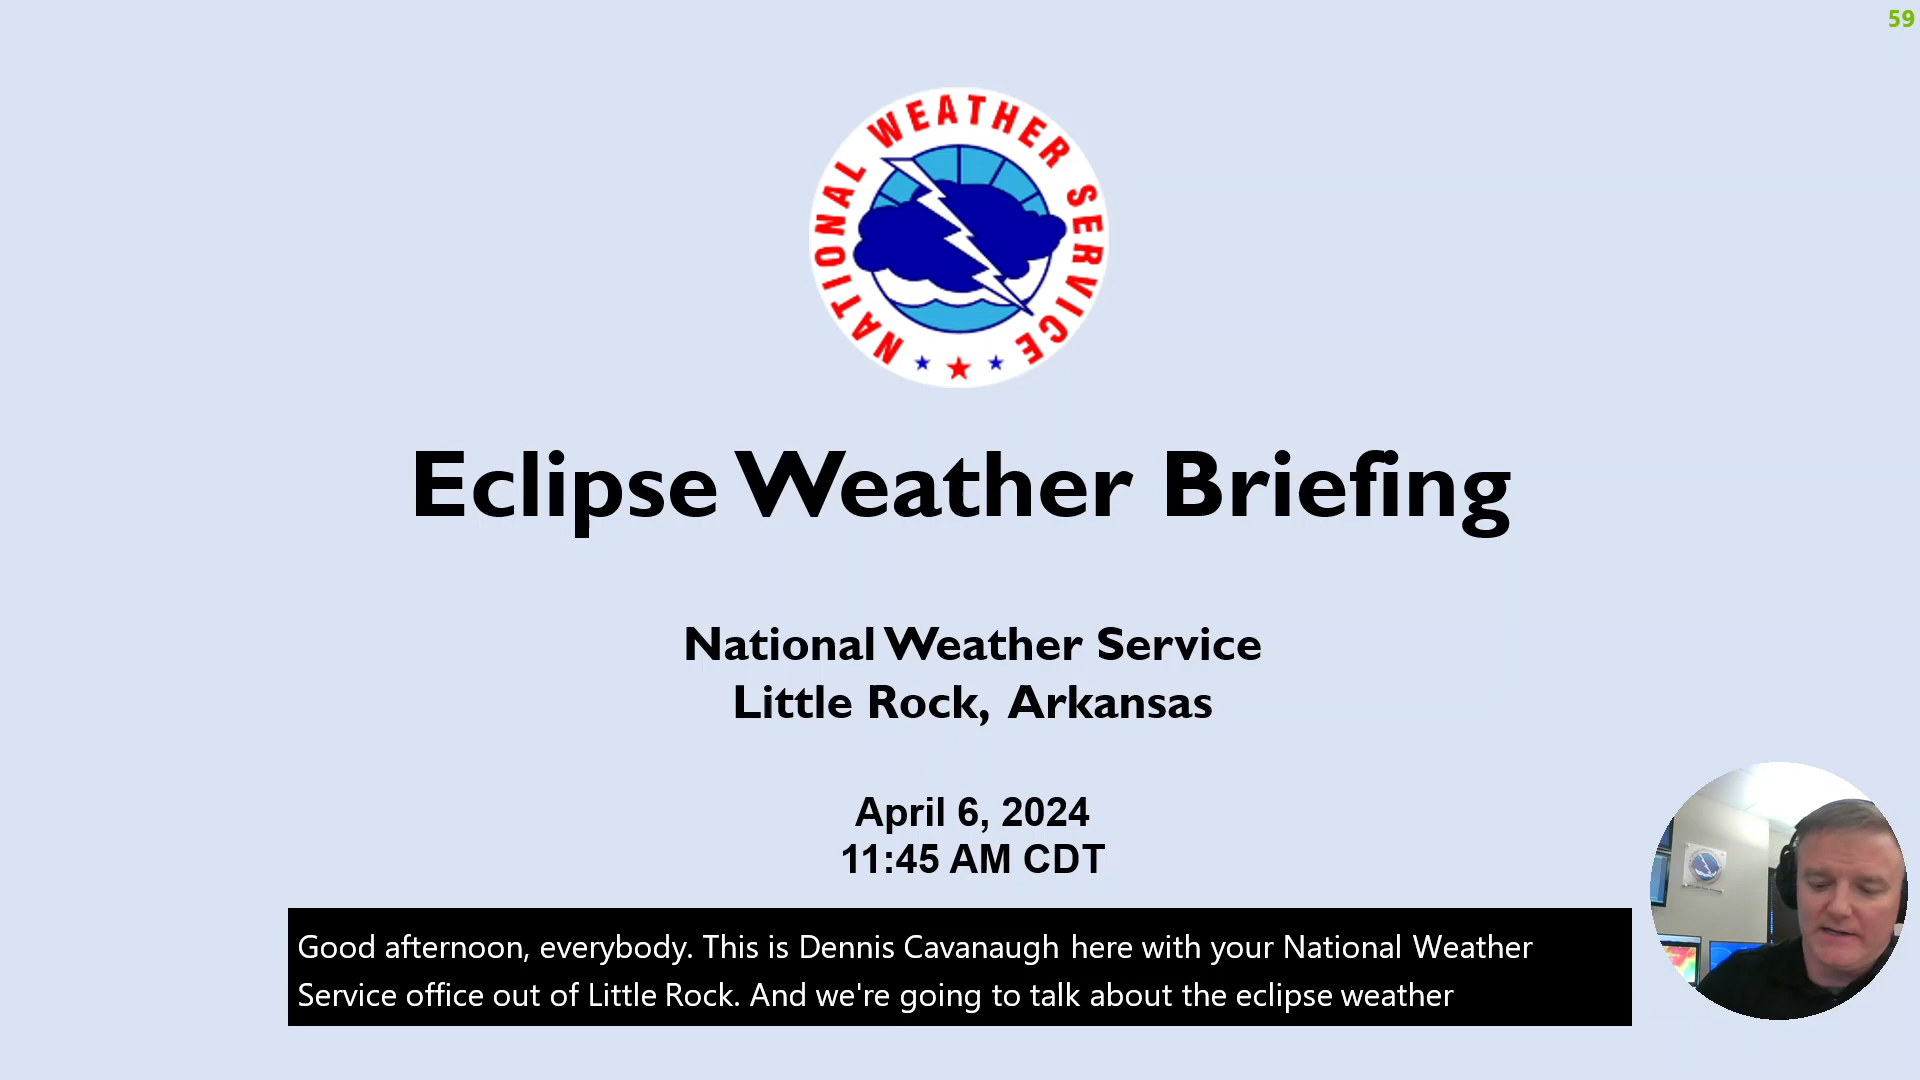 59
NATIONAL WEATHER SERVICE
Eclipse Weather Briefing
National Weather Service
Little Rock, Arkansas
April 6, 2024
11:45 AM CDT
Good afternoon, everybody. This is Dennis Cavanaugh here with your National Weather
Service office out of Little Rock. And we're going to talk about the eclipse weather